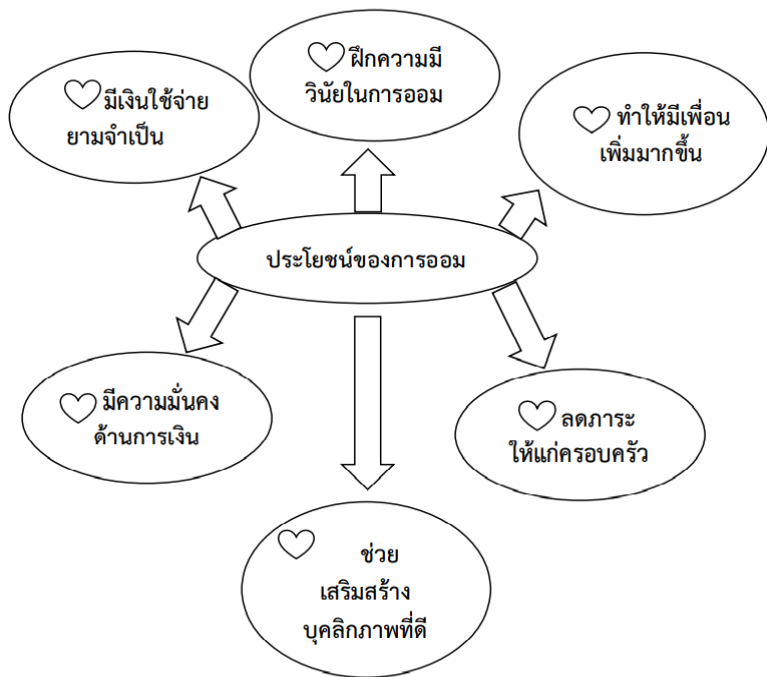 ฝึกความมี
วินัยในการออม
มีเงินใช้จ่าย
ยามจำเป็น
ทำให้มีเพื่อน
เพิ่มมากขึ้น
ประโยชน์ของการออม
มีความมั่นคง
ด้านการเงิน
ลดภาระ
ให้แก่ครอบครัว
ช่วย
เสริมสร้าง
บุคลิกภาพที่ดี